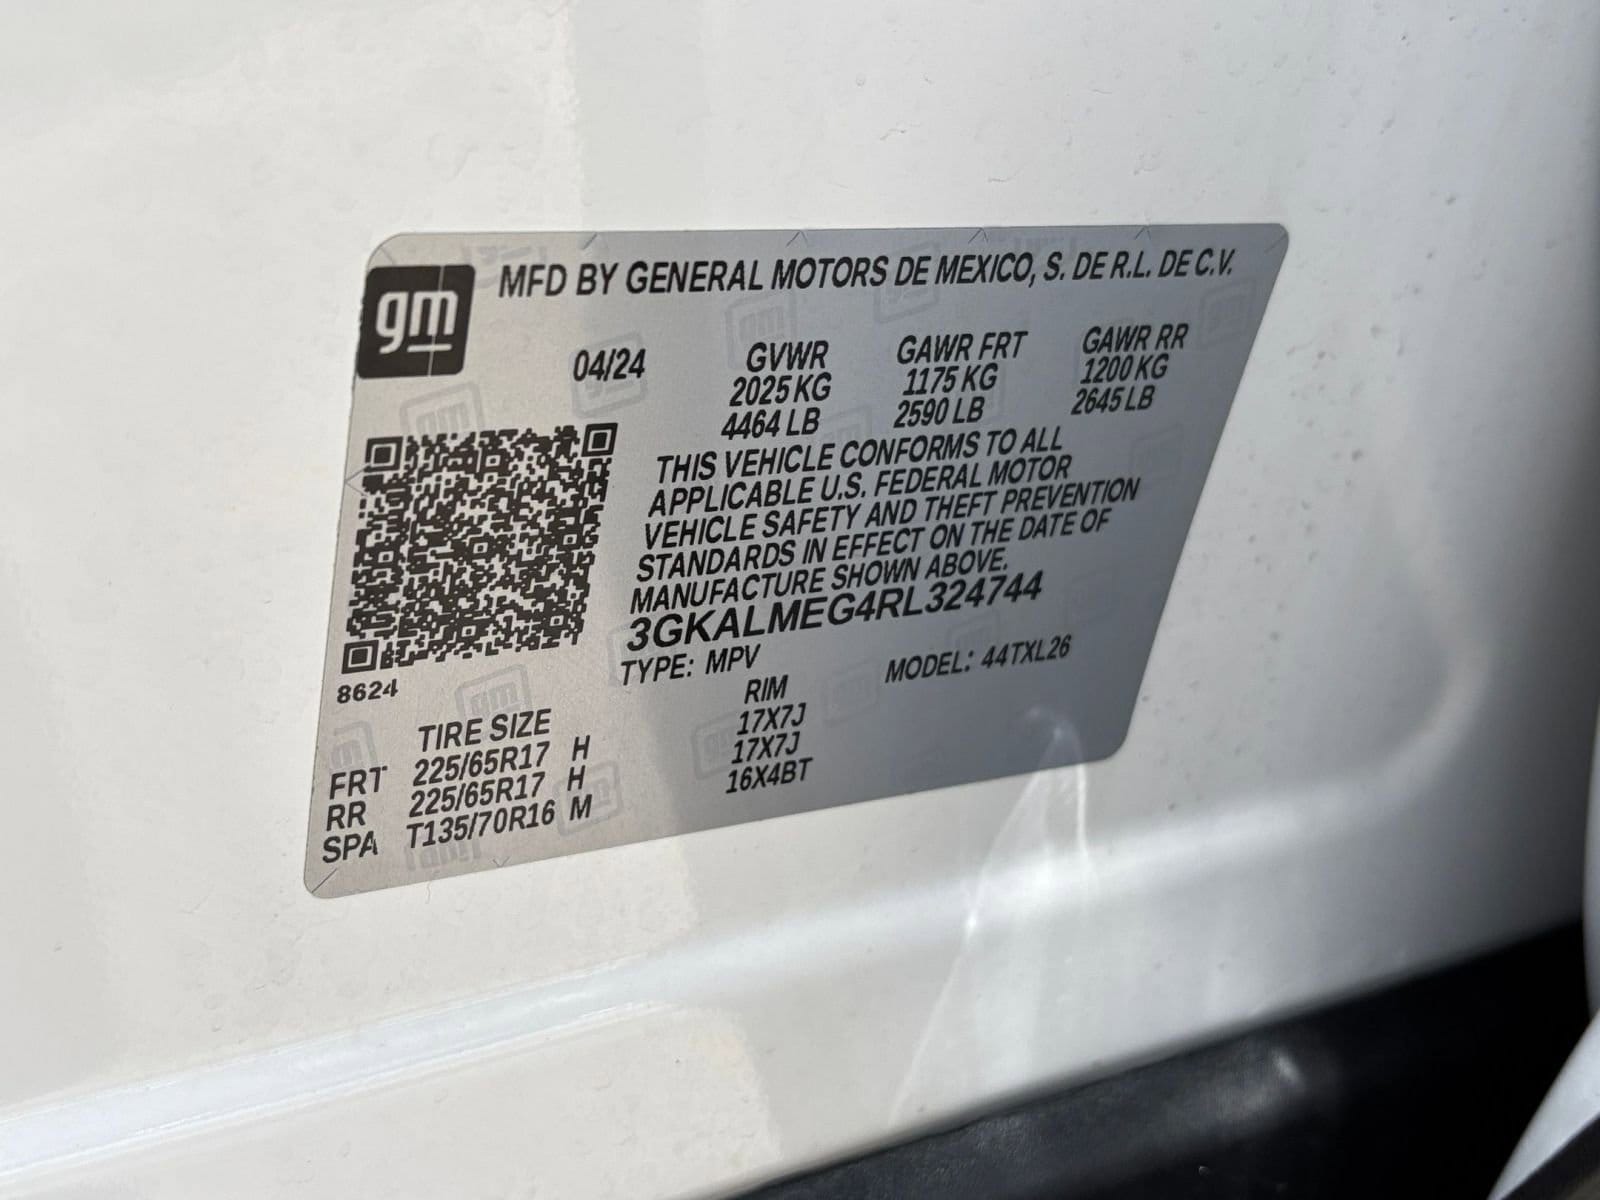 gm
MFD BY GENERAL MOTORS DE MEXICO, S. DE R.L. DE C.V.
04/24
GVWR
2025 KG
4464 LB
GAWR FRT
1175 KG
2590 LB
GAWR RR
1200 KG
2645 LB
THIS VEHICLE CONFORMS TO ALL
APPLICABLE U.S. FEDERAL MOTOR
VEHICLE SAFETY AND THEFT PREVENTION
STANDARDS IN EFFECT ON THE DATE OF
MANUFACTURE SHOWN ABOVE.
3GKALMEG4RL324744
TYPE: MPV
MODEL: 44TXL26
8624
TIRE SIZE
RIM
FRT 225/65R17 H 17X7J
RR 225/65R17 H 17X7J
SPA T135/70R16 M 16X4BT